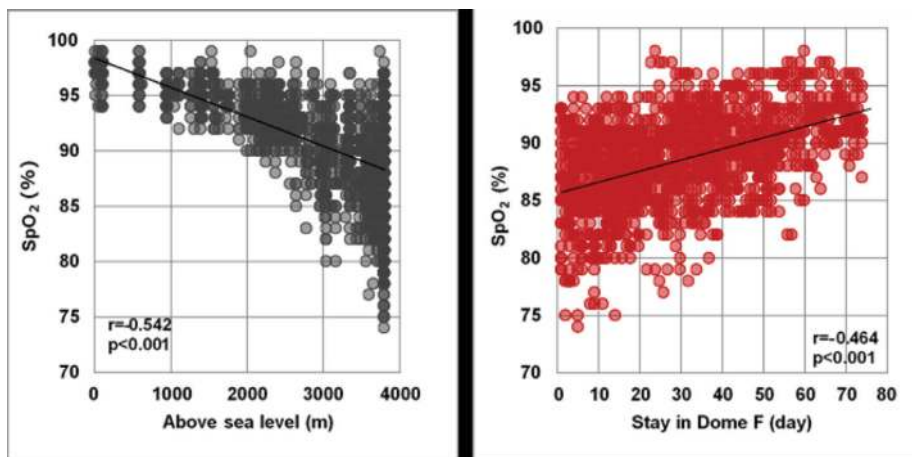 100
95
90
85
80
75
70
SpO₂ (%)
r=-0.542
p<0.001
0 1000 2000 3000 4000
Above sea level (m)
100
95
90
85
80
75
70
SpO₂ (%)
r=-0.464
p<0.001
0 10 20 30 40 50 60 70 80
Stay in Dome F (day)